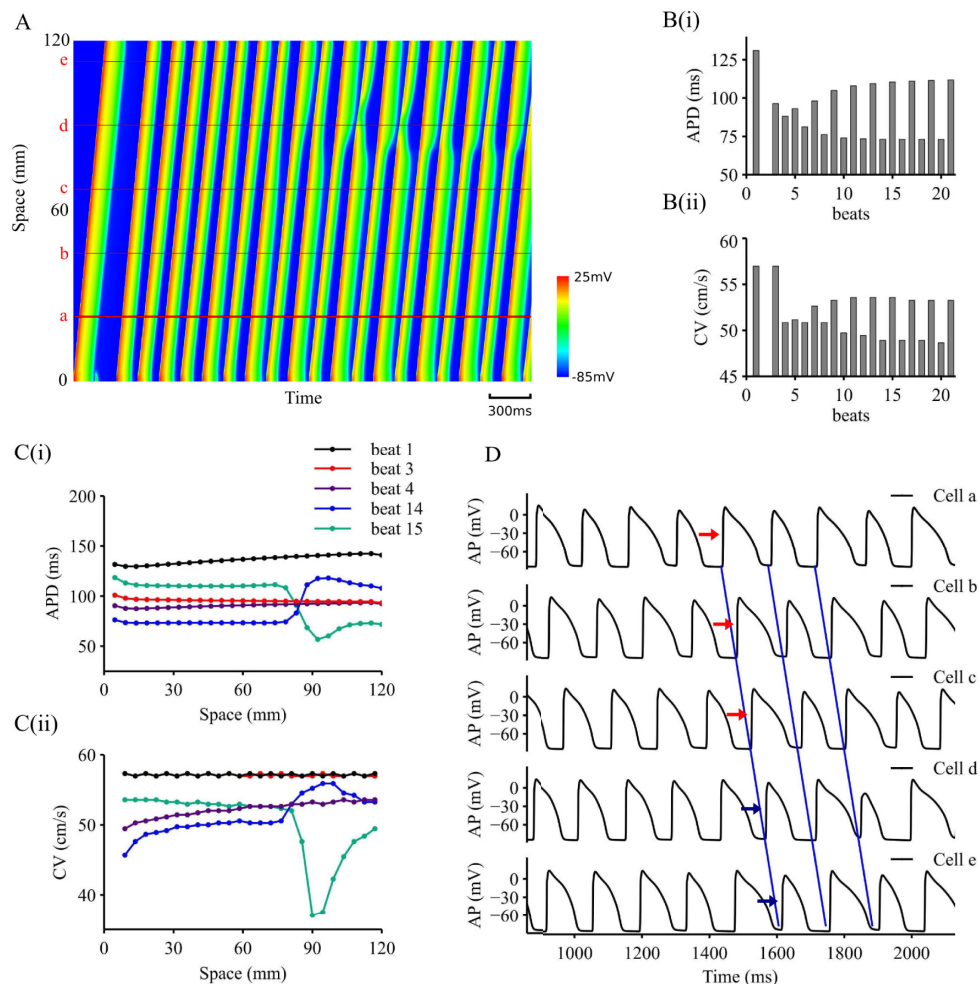 A
120
e
d
c
60
b
a
0
Space (mm)
Time
300ms
25mV
-85mV
B(i)
APD (ms)
125
100
75
50
5
10
15
20
beats
B(ii)
CV (cm/s)
60
55
50
45
5
10
15
20
beats
C(i)
beat 1
beat 3
beat 4
beat 14
beat 15
APD (ms)
200
150
100
50
0
30
60
90
120
Space (mm)
C(ii)
CV (cm/s)
60
50
40
0
30
60
90
120
Space (mm)
D
Cell a
AP (mV)
0
−30
−60
Cell b
AP (mV)
0
−30
−60
Cell c
AP (mV)
0
−30
−60
Cell d
AP (mV)
0
−30
−60
Cell e
AP (mV)
0
−30
−60
1000
1200
1400
1600
1800
2000
Time (ms)